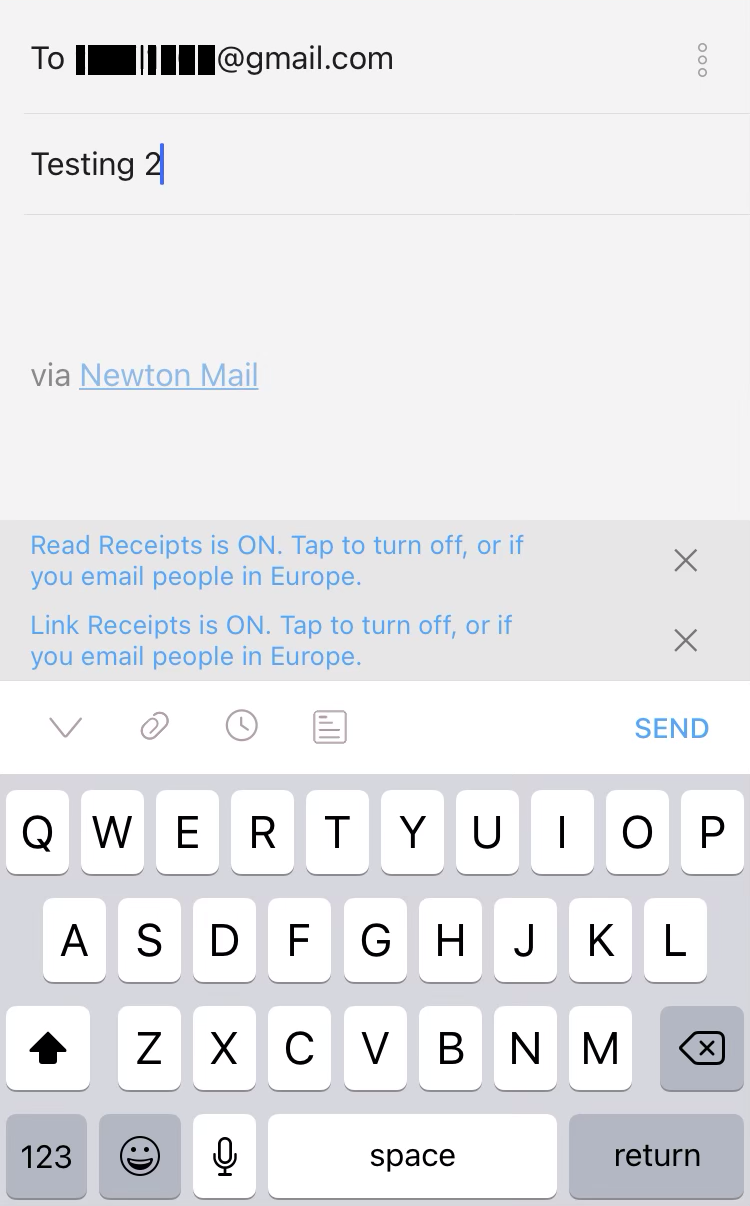 To @gmail.com
Testing 2
via Newton Mail
Read Receipts is ON. Tap to turn off, or if
you email people in Europe.
Link Receipts is ON. Tap to turn off, or if
you email people in Europe.
SEND
Q W E R T Y U I O P
A S D F G H J K L
Z X C V B N M
123 space return